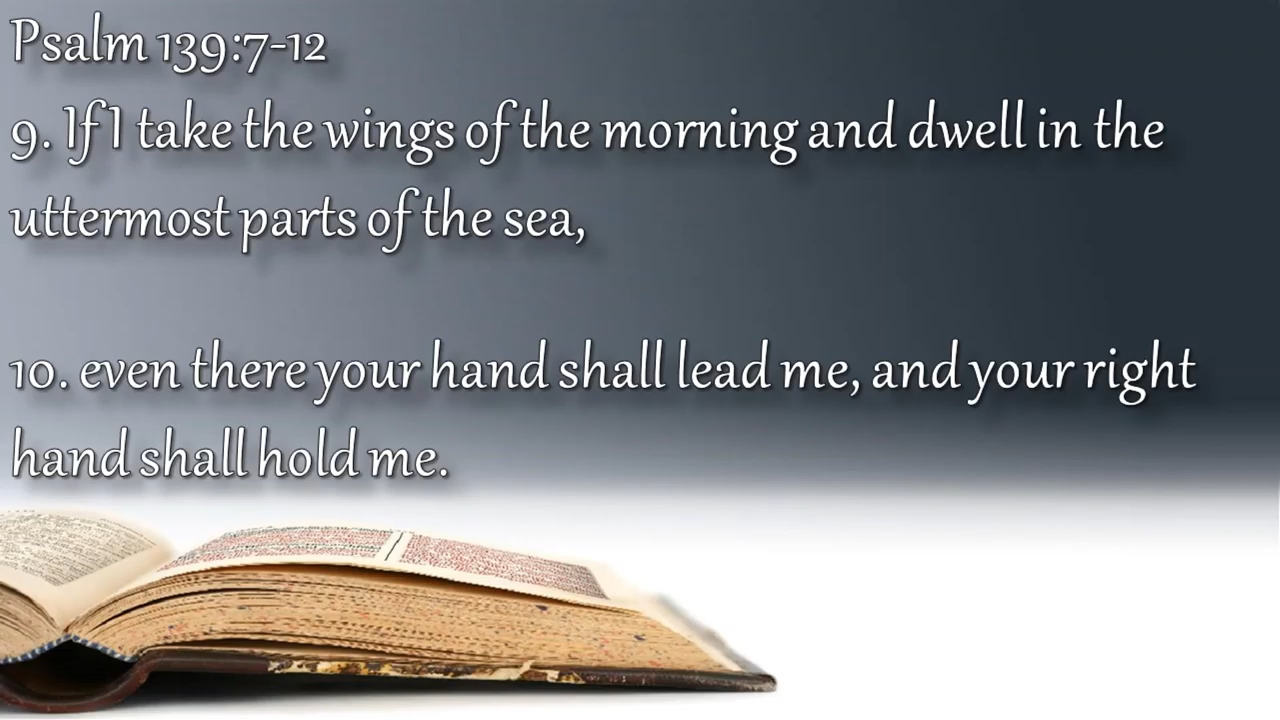 Psalm 139:7-12
9. If I take the wings of the morning and dwell in the
uttermost parts of the sea,
10. even there your hand shall lead me, and your right
hand shall hold me.